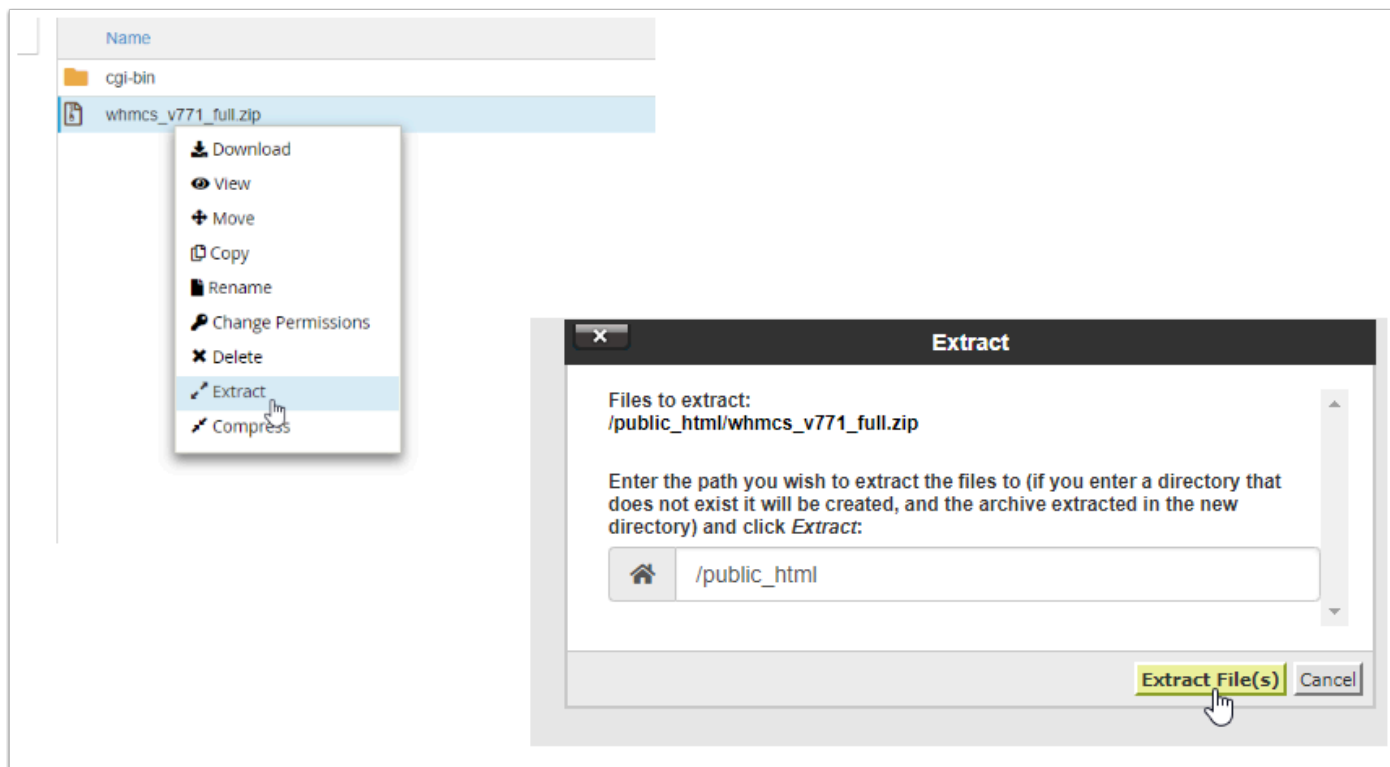 Name
cgi-bin
whmcs_v771_full.zip
Download
View
Move
Copy
Rename
Change Permissions
Delete
Extract
Compress
Extract
Files to extract:
/public_html/whmcs_v771_full.zip
Enter the path you wish to extract the files to (if you enter a directory that
does not exist it will be created, and the archive extracted in the new
directory) and click Extract:
/public_html
Extract File(s) Cancel